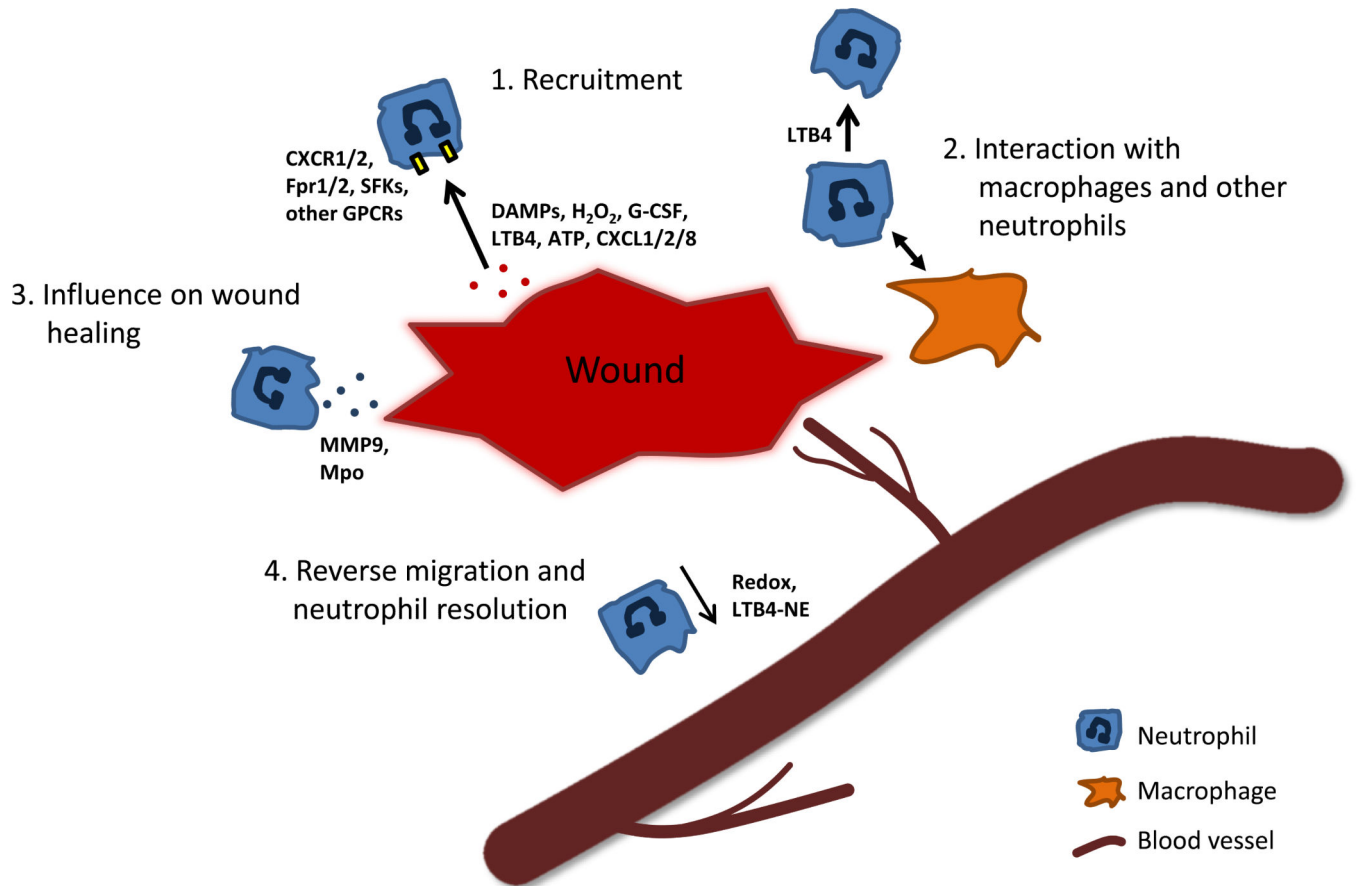 1. Recruitment
CXCR1/2,
Fpr1/2, SFKs,
other GPCRs
DAMPs, H₂O₂, G-CSF,
LTB4, ATP, CXCL1/2/8
LTB4
2. Interaction with
macrophages and other
neutrophils
3. Influence on wound
healing
MMP9,
Mpo
Wound
4. Reverse migration and
neutrophil resolution
Redox,
LTB4-NE
Neutrophil
Macrophage
Blood vessel